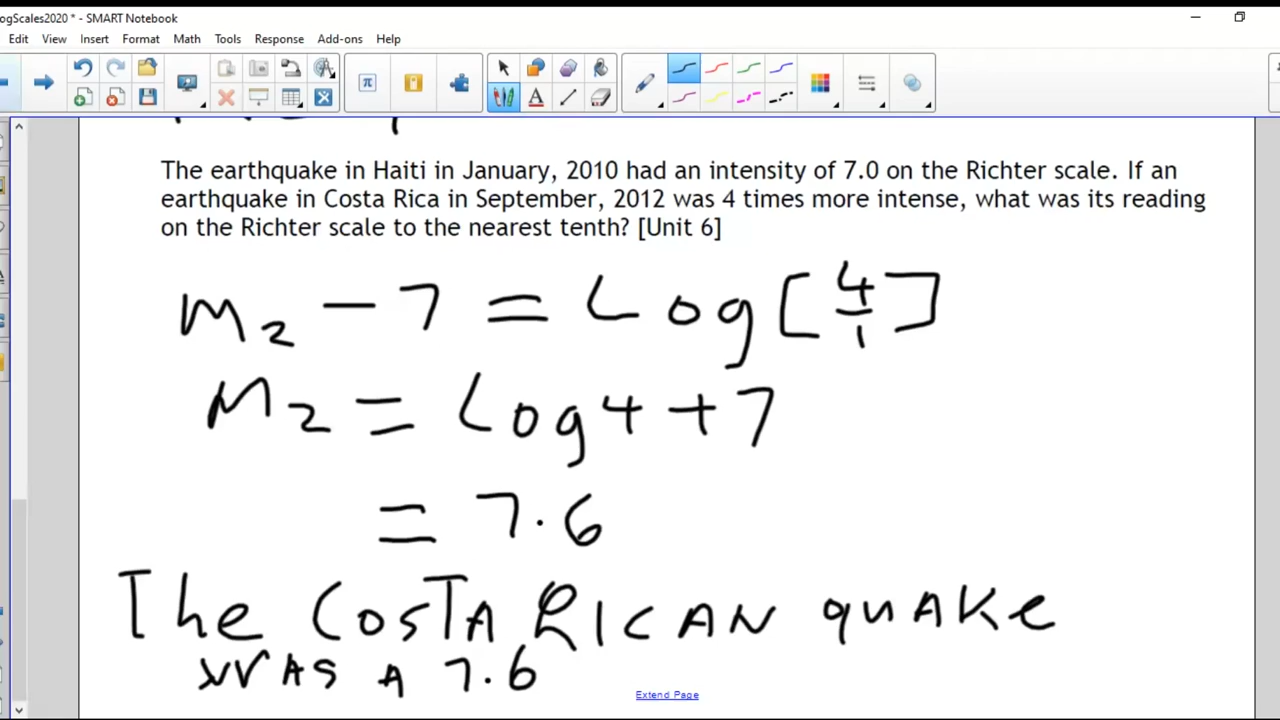 ogScales2020 * - SMART Notebook
Edit View Insert Format Math Tools Response Add-ons Help
The earthquake in Haiti in January, 2010 had an intensity of 7.0 on the Richter scale. If an
earthquake in Costa Rica in September, 2012 was 4 times more intense, what was its reading
on the Richter scale to the nearest tenth? [Unit 6]
M₂ - 7 = Log [4/1]
M₂ = Log 4 + 7
= 7.6
The Costa Rican quake
was a 7.6
Extend Page